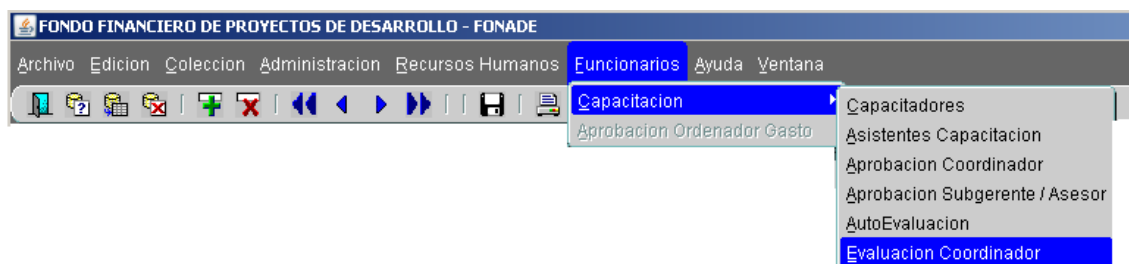 FONDO FINANCIERO DE PROYECTOS DE DESARROLLO - FONADE
Archivo Edicion Coleccion Administracion Recursos Humanos Funcionarios Ayuda Ventana
Capacitacion
Aprobacion Ordenador Gasto
Capacitadores
Asistentes Capacitacion
Aprobacion Coordinador
Aprobacion Subgerente / Asesor
AutoEvaluacion
Evaluacion Coordinador